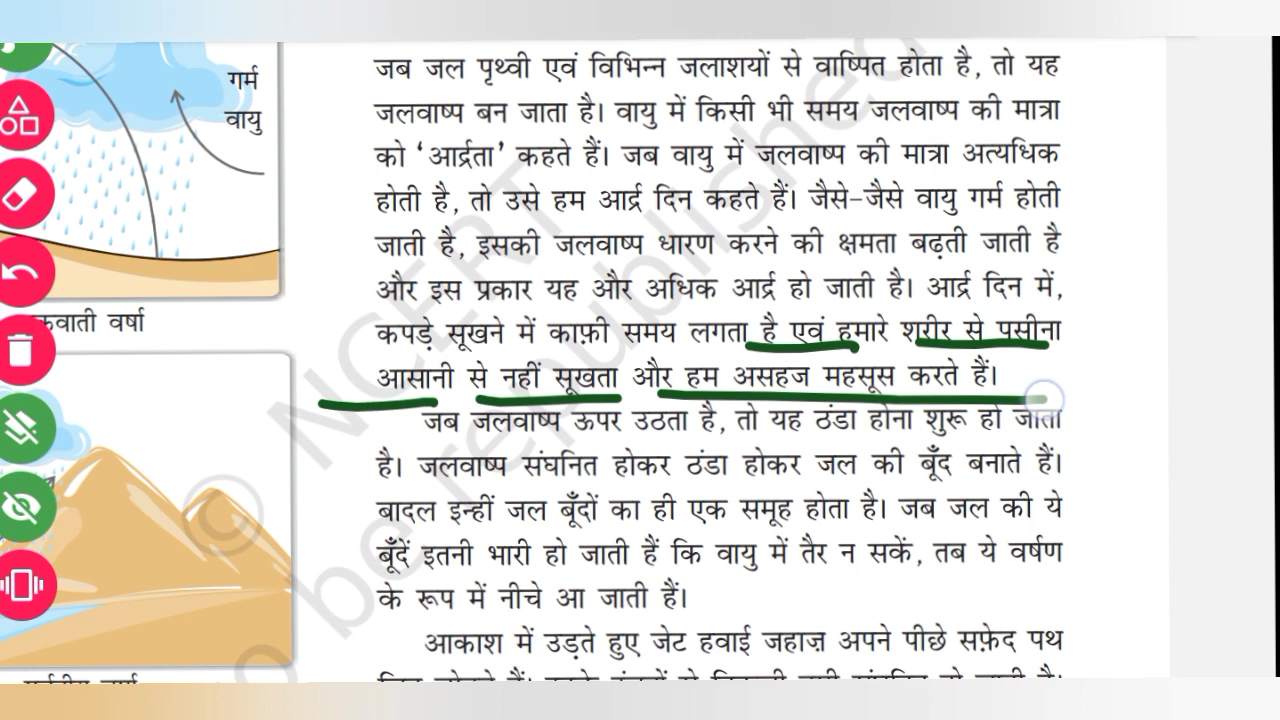 गर्म
वायु
वाती वर्षा
जब जल पृथ्वी एवं विभिन्न जलाशयों से वाष्पित होता है, तो यह
जलवाष्प बन जाता है। वायु में किसी भी समय जलवाष्प की मात्रा
को ‘आर्द्रता’ कहते हैं। जब वायु में जलवाष्प की मात्रा अत्यधिक
होती है, तो उसे हम आर्द्र दिन कहते हैं। जैसे-जैसे वायु गर्म होती
जाती है, इसकी जलवाष्प धारण करने की क्षमता बढ़ती जाती है
और इस प्रकार यह और अधिक आर्द्र हो जाती है। आर्द्र दिन में,
कपड़े सूखने में काफ़ी समय लगता है एवं हमारे शरीर से पसीना
आसानी से नहीं सूखता और हम असहज महसूस करते हैं।
जब जलवाष्प ऊपर उठता है, तो यह ठंडा होना शुरू हो जाता
है। जलवाष्प संघनित होकर ठंडा होकर जल की बूँद बनाते हैं।
बादल इन्हीं जल बूँदों का ही एक समूह होता है। जब जल की ये
बूँदें इतनी भारी हो जाती हैं कि वायु में तैर न सकें, तब ये वर्षण
के रूप में नीचे आ जाती हैं।
आकाश में उड़ते हुए जेट हवाई जहाज़ अपने पीछे सफ़ेद पथ
© NCERT
o be republished